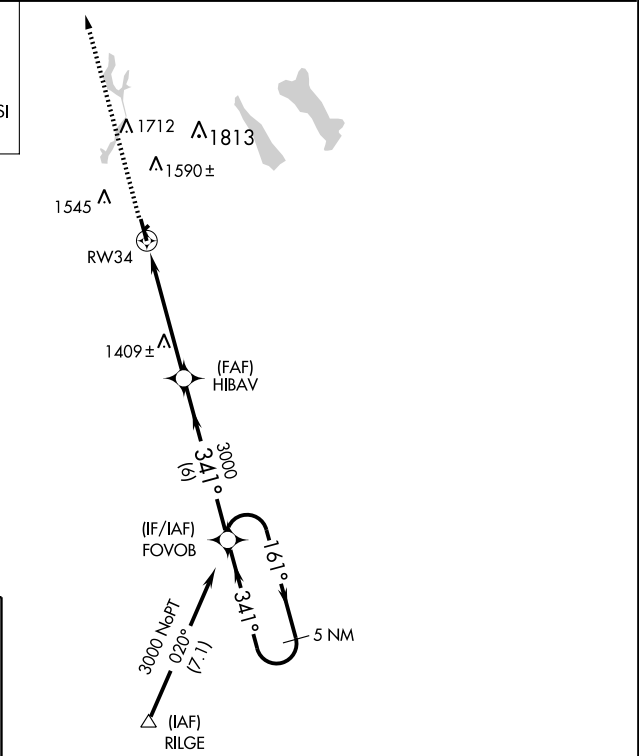 SI
1712
1813
1590±
1545
RW34
1409±
(FAF)
HIBAV
3000
341°
(6)
(IF/IAF)
FOVOB
161°
341°
5 NM
3000 NoPT
020°
(7.1)
(IAF)
RILGE